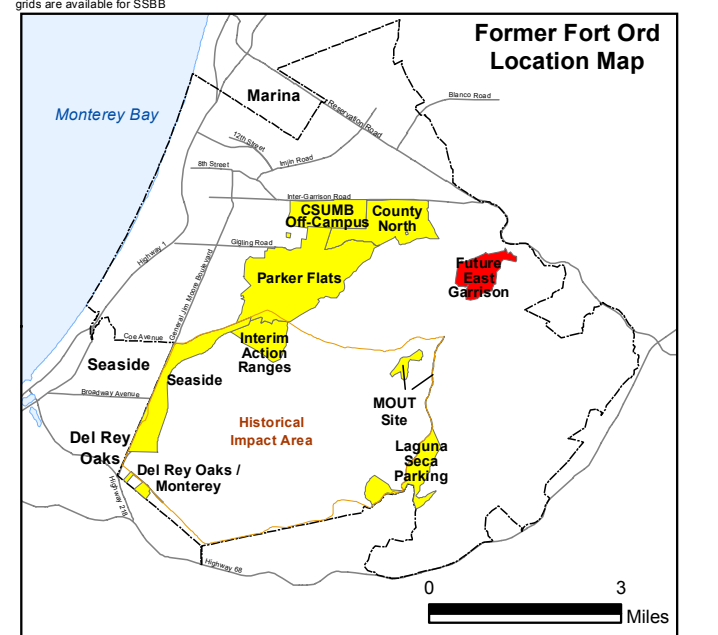 grids are available for SSBB
Former Fort Ord
Location Map
Monterey Bay
Marina
Blanco Road
Reservation Road
12th Street
Imjin Road
8th Street
Inter-Garrison Road
CSUMB
Off-Campus
County
North
Highway 1
Gigling Road
General Jim Moore Boulevard
Parker Flats
Future
East
Garrison
Coe Avenue
Interim
Action
Ranges
Seaside
Seaside
Broadway Avenue
MOUT
Site
Historical
Impact Area
Del Rey
Oaks
Laguna
Seca
Parking
Del Rey Oaks /
Monterey
Highway 218
Highway 68
0
3
Miles